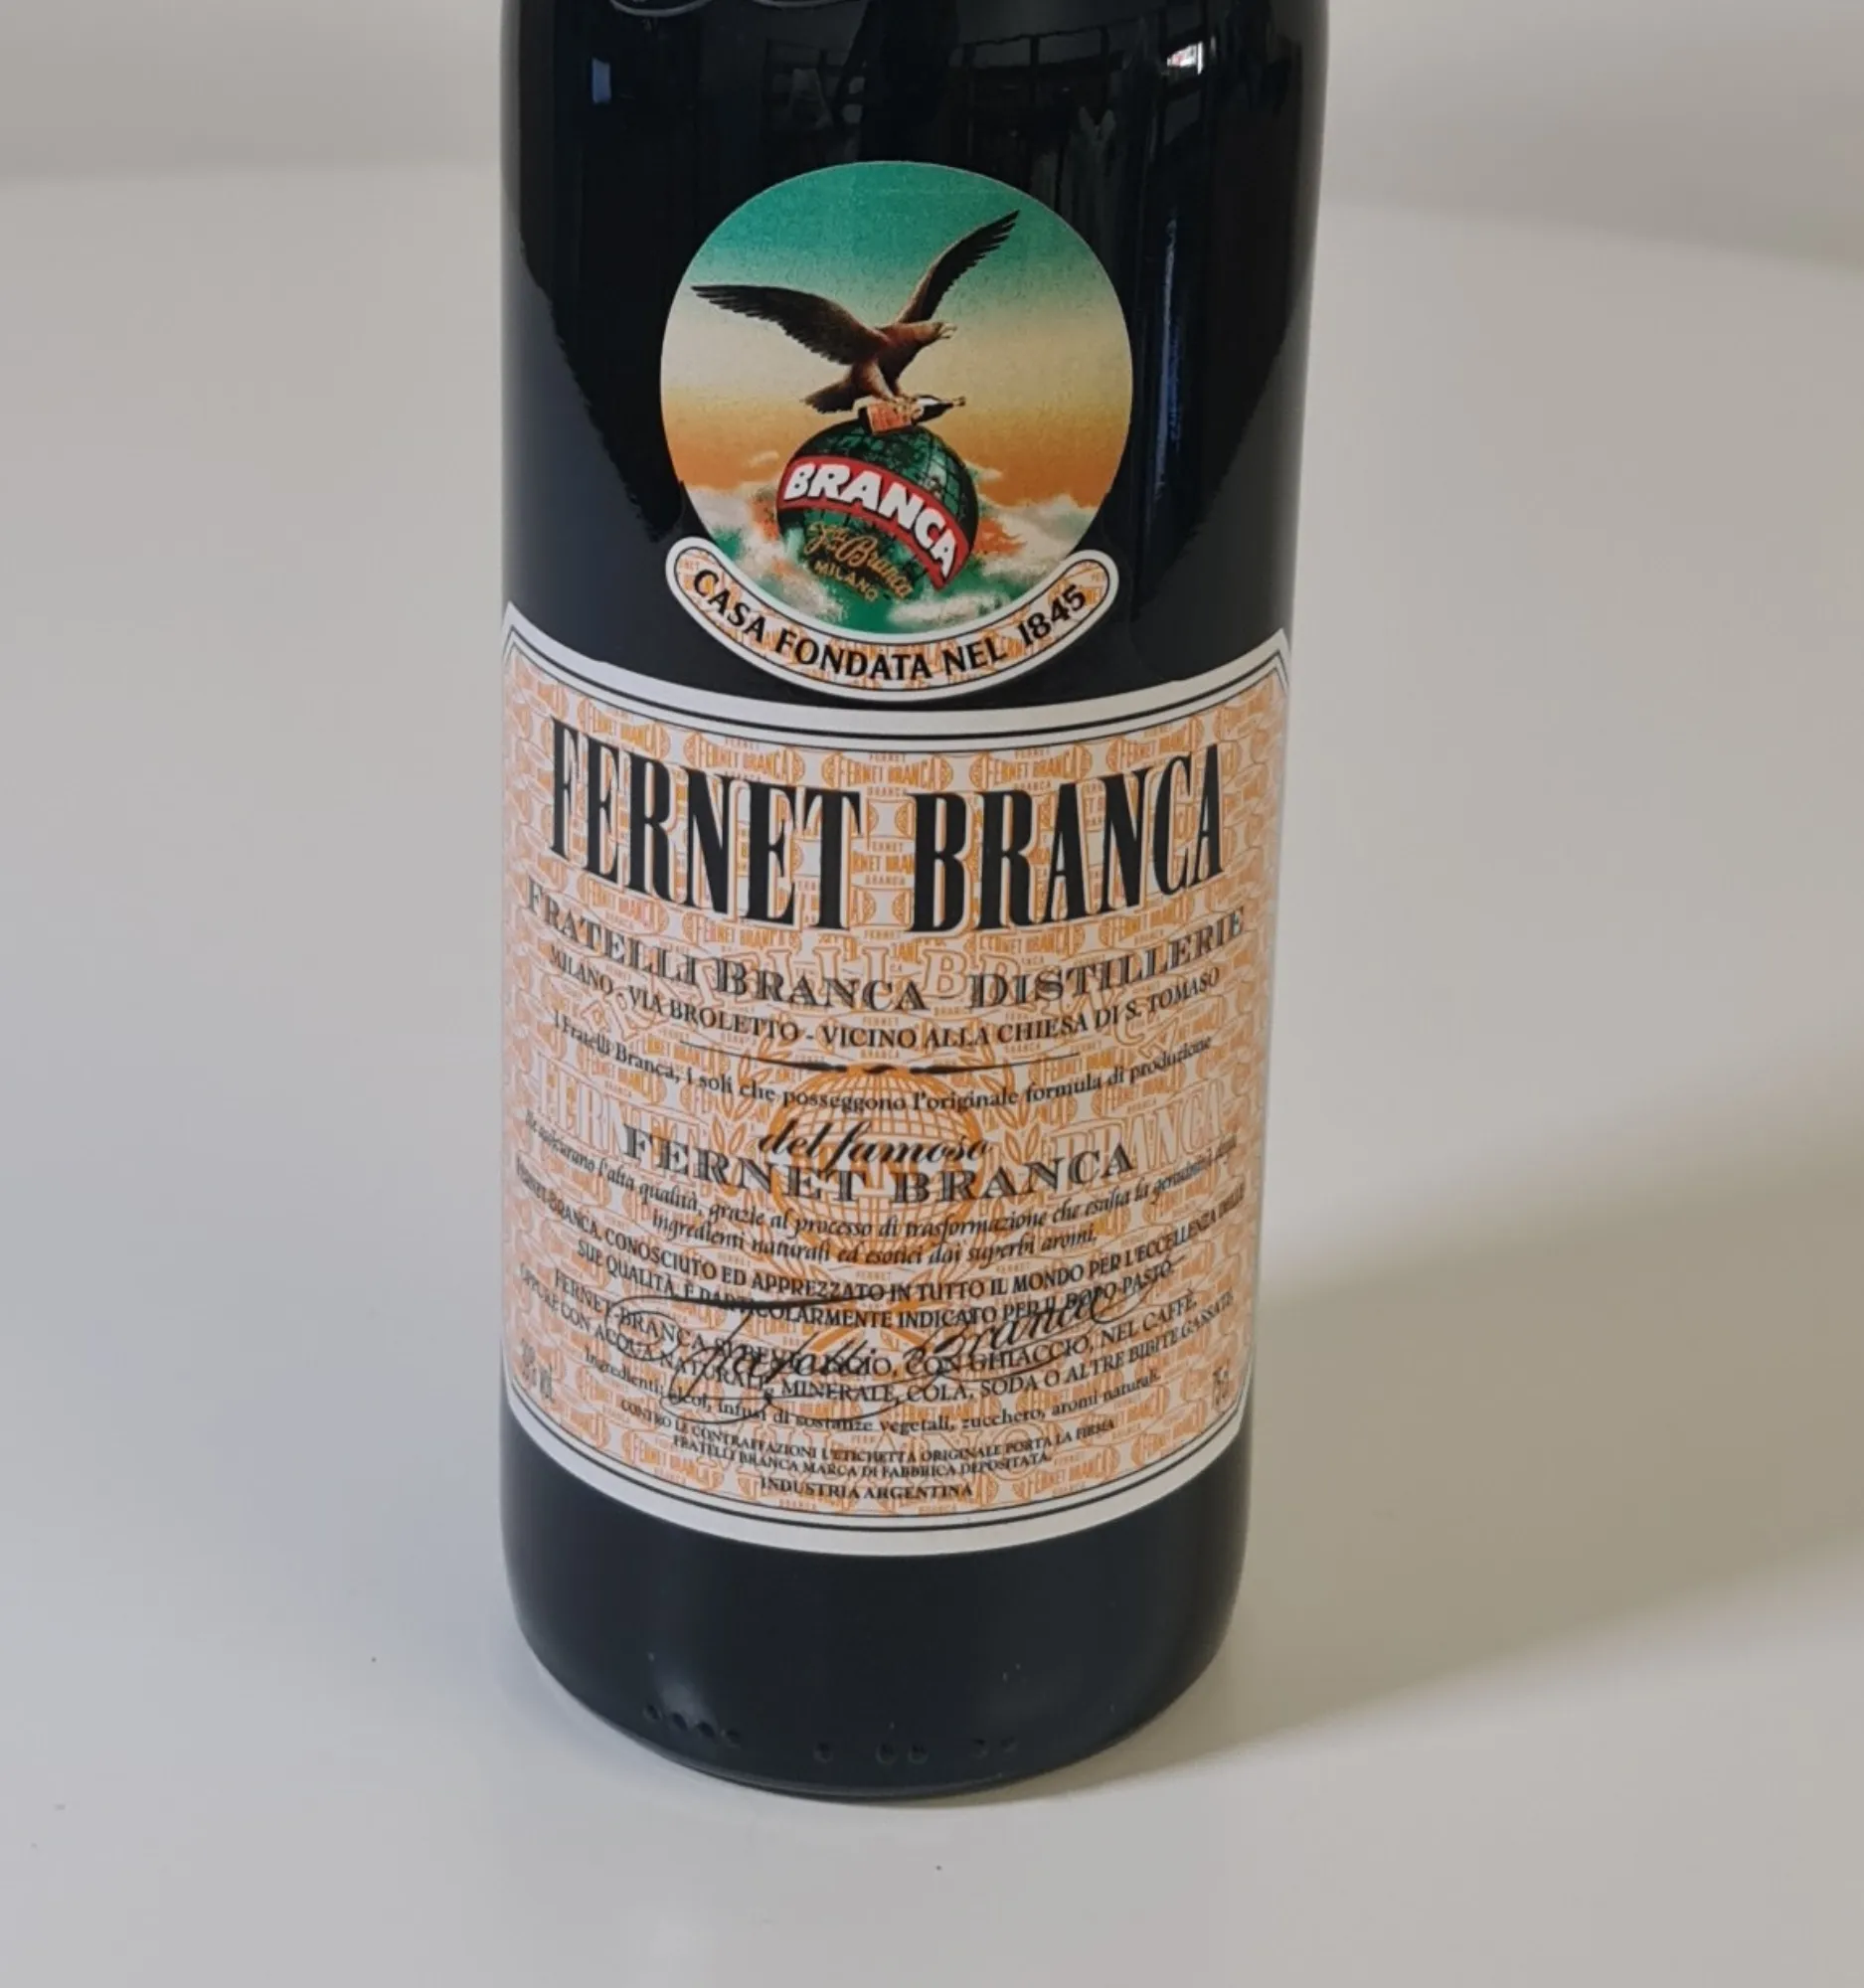 BRANCA
Flli Branca
MILANO
CASA FONDATA NEL 1845
FERNET BRANCA
FRATELLI BRANCA DISTILLERIE
MILANO - VIA BROLETTO - VICINO ALLA CHIESA DI S. TOMASO
I Fratelli Branca, i soli che posseggono l'originale formula di produzione
del famoso
FERNET BRANCA
Ne assicurano l'alta qualità, grazie al processo di trasformazione che esalta la genuinità degli
ingredienti naturali ed esotici dai superbi aromi.
FERNET-BRANCA, CONOSCIUTO ED APPREZZATO IN TUTTO IL MONDO PER L'ECCELLENZA DELLE
SUE QUALITÀ, È PARTICOLARMENTE INDICATO PER IL DOPO-PASTO.
FERNET-BRANCA SI BEVE LISCIO, CON GHIACCIO, NEL CAFFÈ,
OPPURE CON ACQUA NATURALE, MINERALE, COLA, SODA O ALTRE BIBITE GASSATE.
Fratelli Branca
Ingredienti: alcol, infusi di sostanze vegetali, zucchero, aromi naturali.
CONTRO LE CONTRAFFAZIONI L'ETICHETTA ORIGINALE PORTA LA FIRMA
FRATELLI BRANCA MARCA DI FABBRICA DEPOSITATA.
INDUSTRIA ARGENTINA